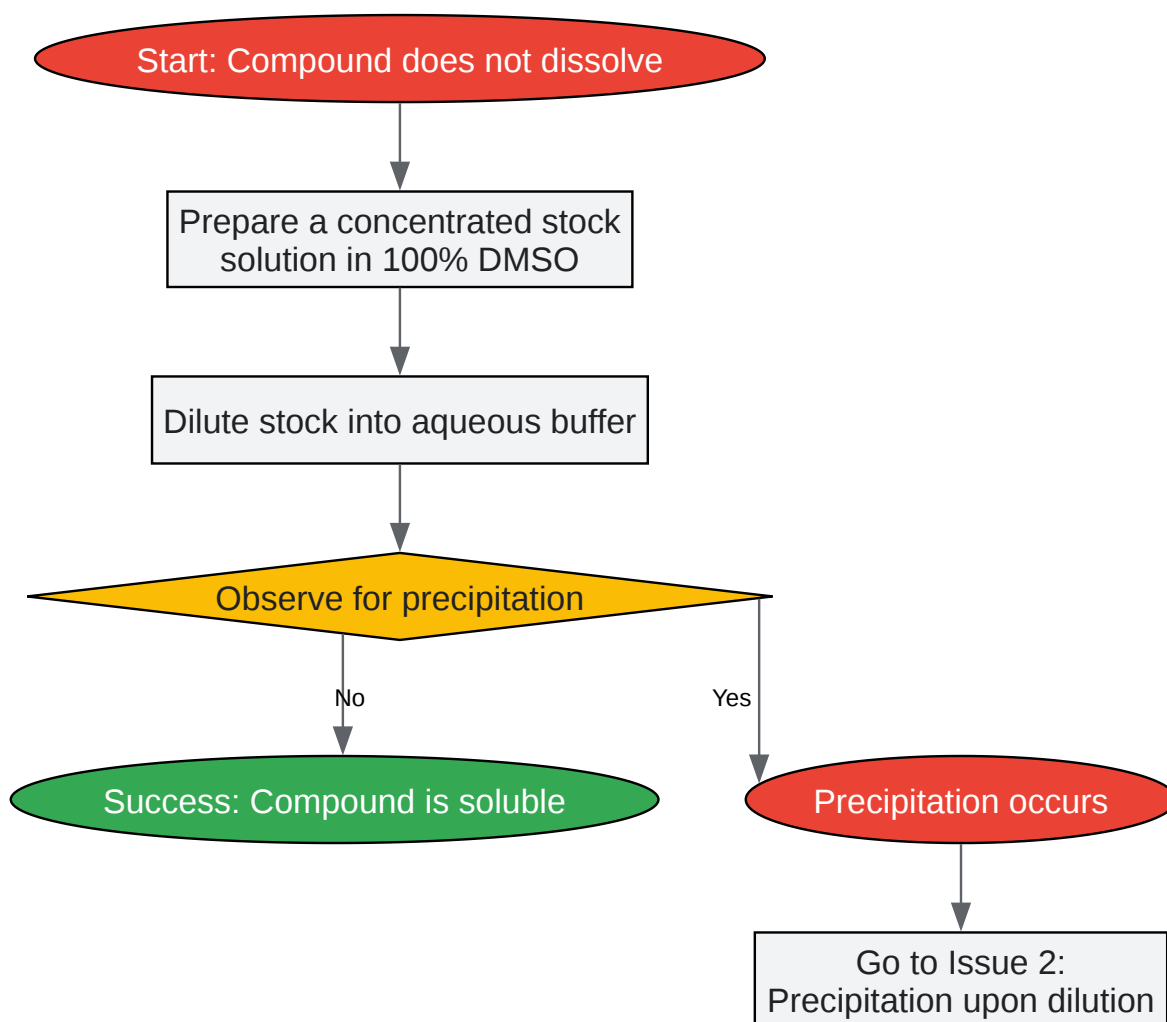 Start: Compound does not dissolve
Prepare a concentrated stock
solution in 100% DMSO
Dilute stock into aqueous buffer
Observe for precipitation
No
Yes
Success: Compound is soluble
Precipitation occurs
Go to Issue 2:
Precipitation upon dilution